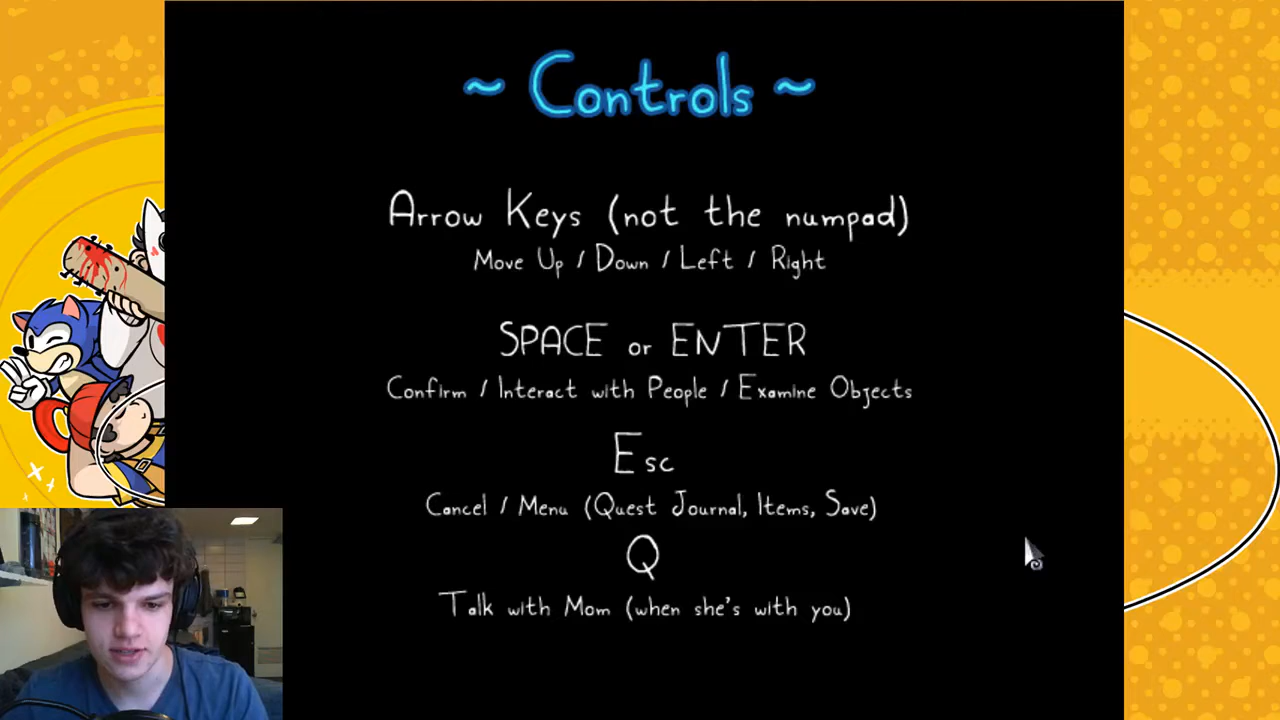 ~ Controls ~
Arrow Keys (not the numpad)
Move Up / Down / Left / Right
SPACE or ENTER
Confirm / Interact with People / Examine Objects
Esc
Cancel / Menu (Quest Journal, Items, Save)
Q
Talk with Mom (when she's with you)